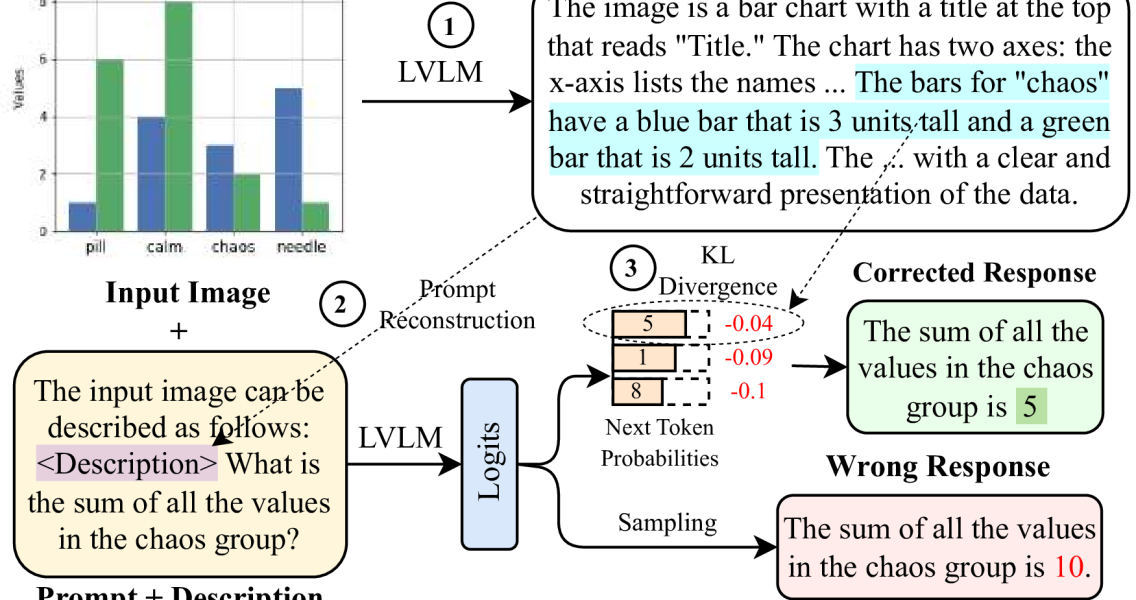 The image is a bar chart with a title at the top
that reads "Title." The chart has two axes: the
x-axis lists the names ... The bars for "chaos"
have a blue bar that is 3 units tall and a green
bar that is 2 units tall. The ... with a clear and
straightforward presentation of the data.
1
LVLM
8
6
4
2
0
Values
pill
calm
chaos
needle
Input Image
+
The input image can be
described as follows:
<Description> What is
the sum of all the values
in the chaos group?
Prompt + Description
2
Prompt
Reconstruction
LVLM
Logits
3
KL
Divergence
5 -0.04
1 -0.09
8 -0.1
Next Token
Probabilities
Sampling
Corrected Response
The sum of all the
values in the chaos
group is 5
Wrong Response
The sum of all the values
in the chaos group is 10.